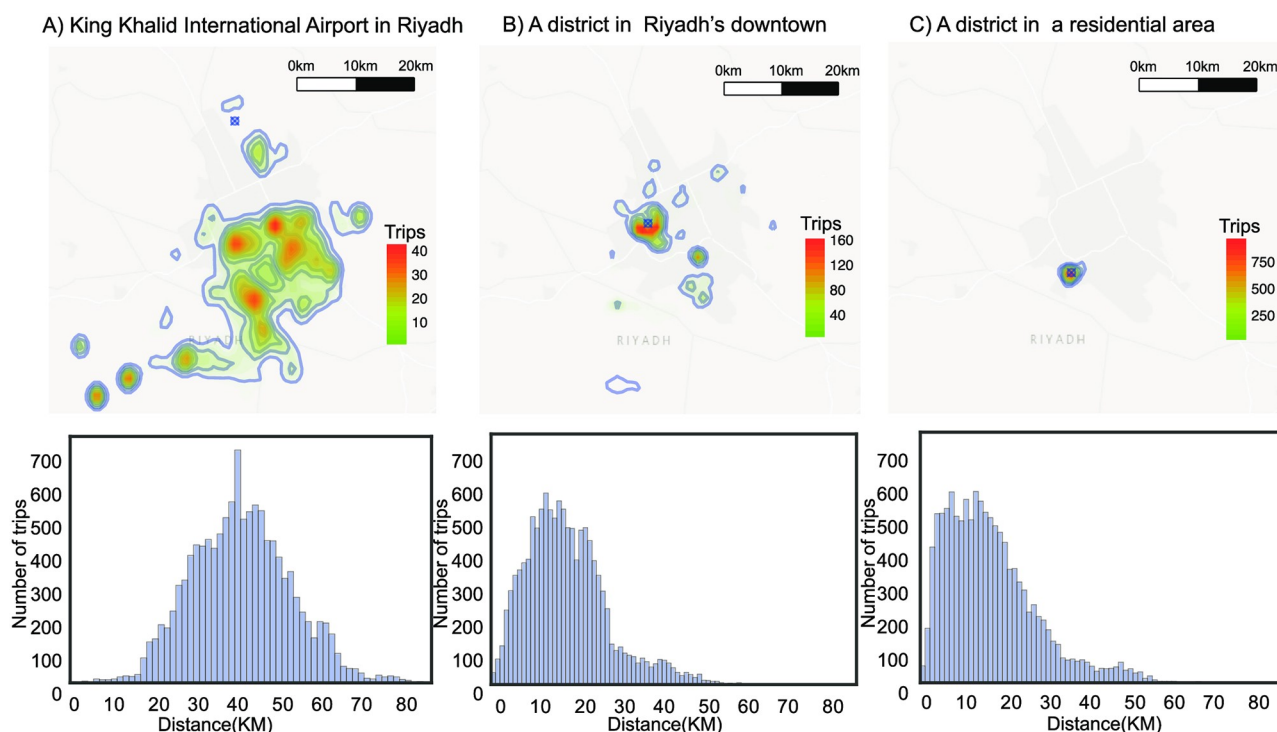 A) King Khalid International Airport in Riyadh
B) A district in Riyadh's downtown
C) A district in a residential area
0km 10km 20km
0km 10km 20km
0km 10km 20km
Trips
40
30
20
10
RIYADH
Trips
160
120
80
40
RIYADH
Trips
750
500
250
RIYADH
Number of trips
700
600
500
400
300
200
100
0
10 20 30 40 50 60 70 80
Distance(KM)
Number of trips
700
600
500
400
300
200
100
0
10 20 30 40 50 60 80
Distance(KM)
Number of trips
700
600
500
400
300
200
100
0
0 10 20 30 40 50 60 70 80
Distance(KM)